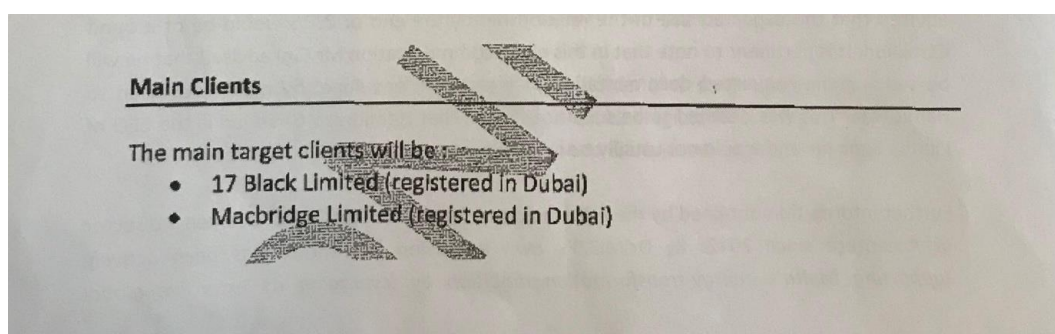 Main Clients
The main target clients will be :
• 17 Black Limited (registered in Dubai)
• Macbridge Limited (registered in Dubai)